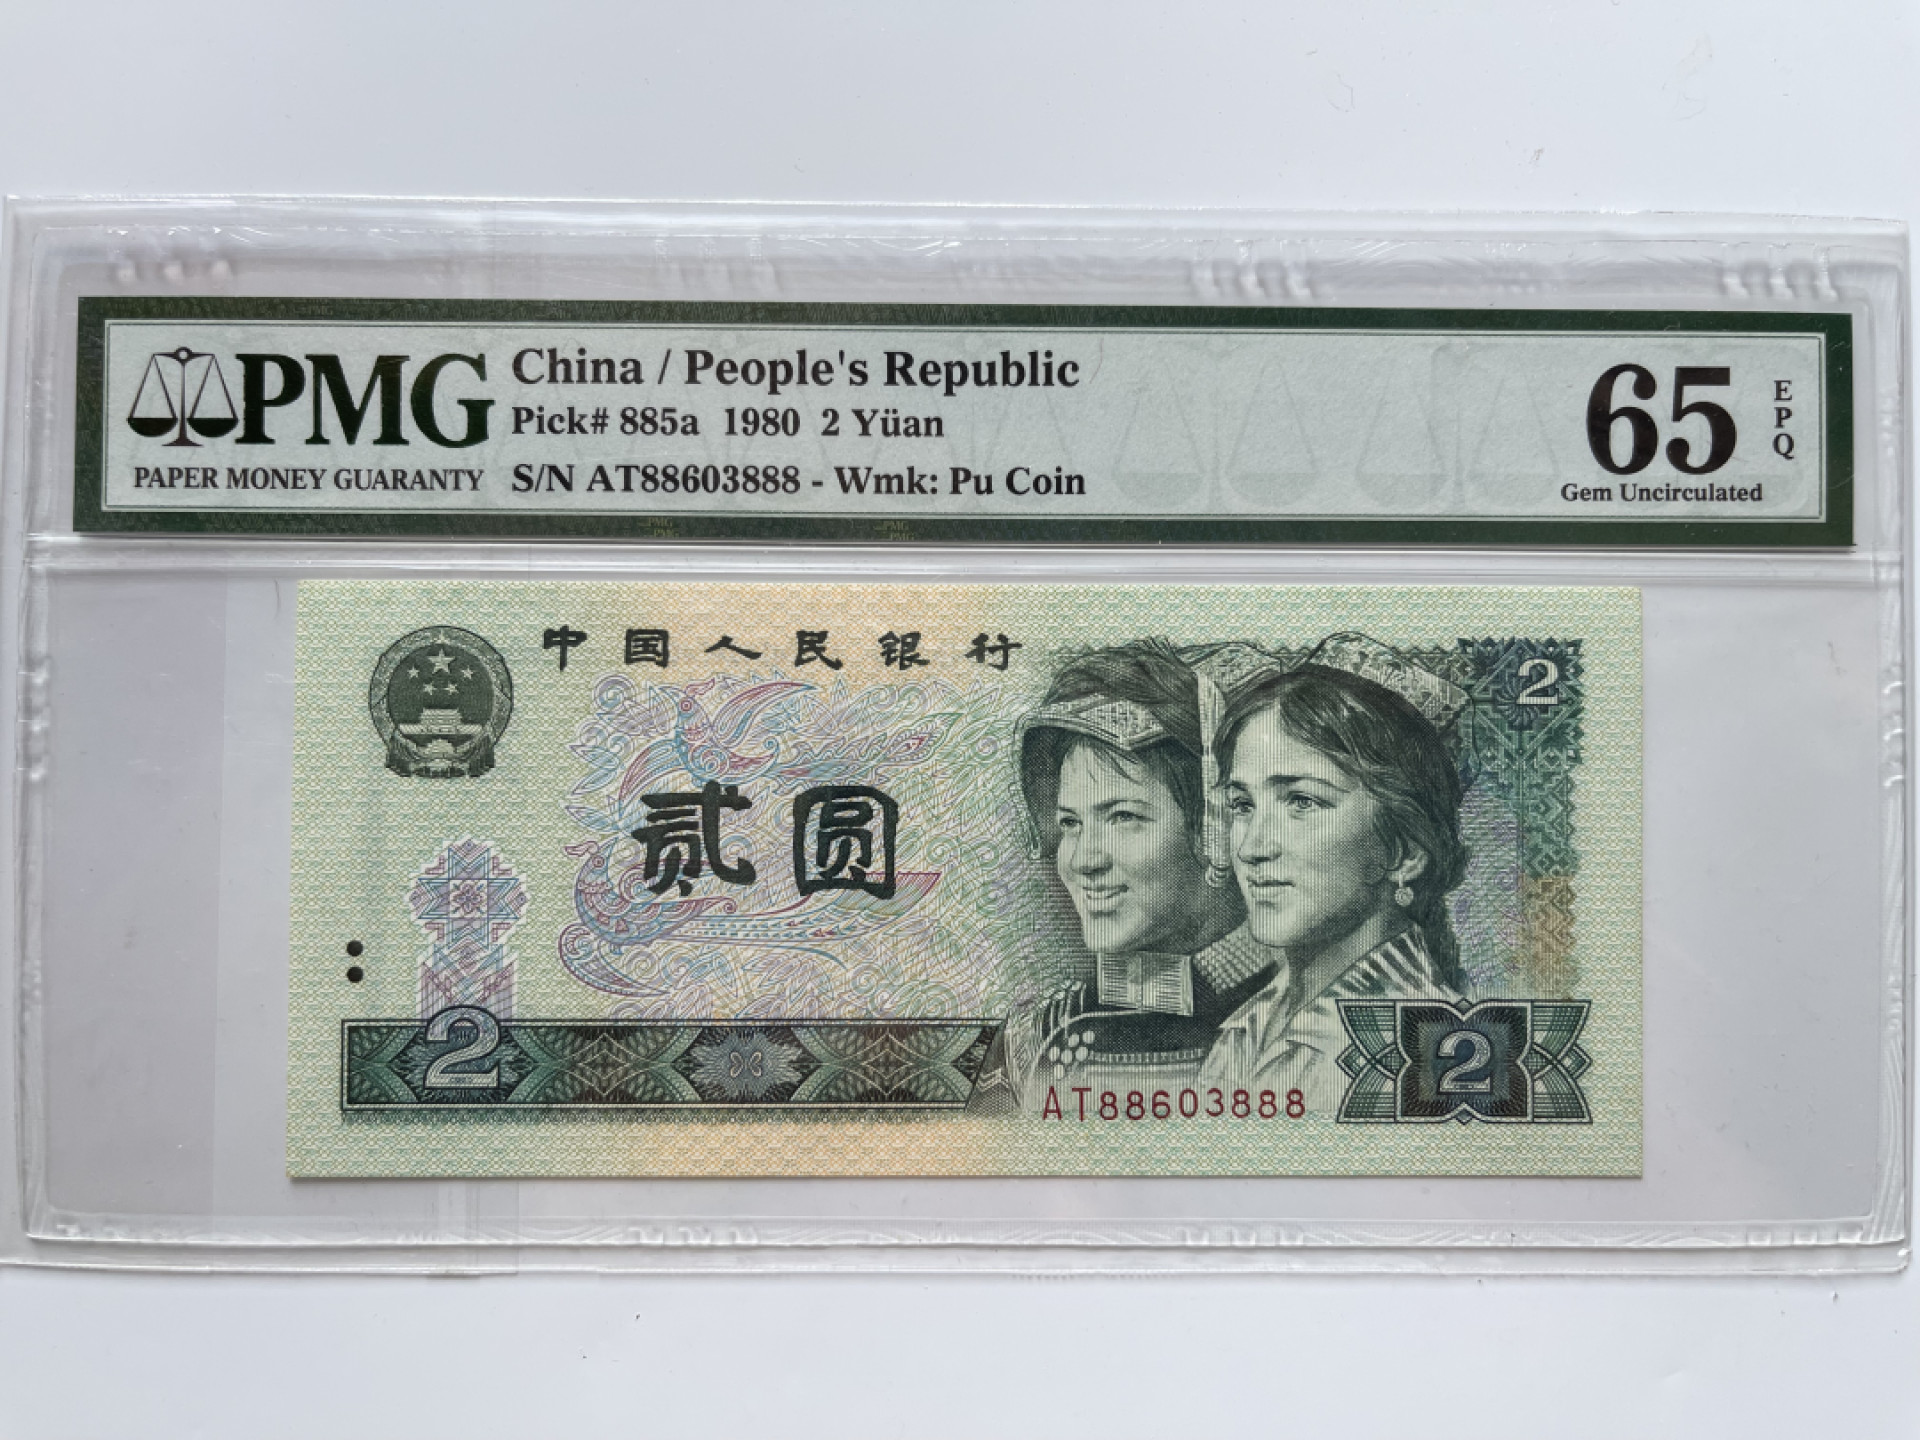 PMG
PAPER MONEY GUARANTY
China / People's Republic
Pick# 885a 1980 2 Yüan
S/N AT88603888 - Wmk: Pu Coin
65
EPQ
Gem Uncirculated
中国人民银行
2
贰圆
2
2
AT88603888